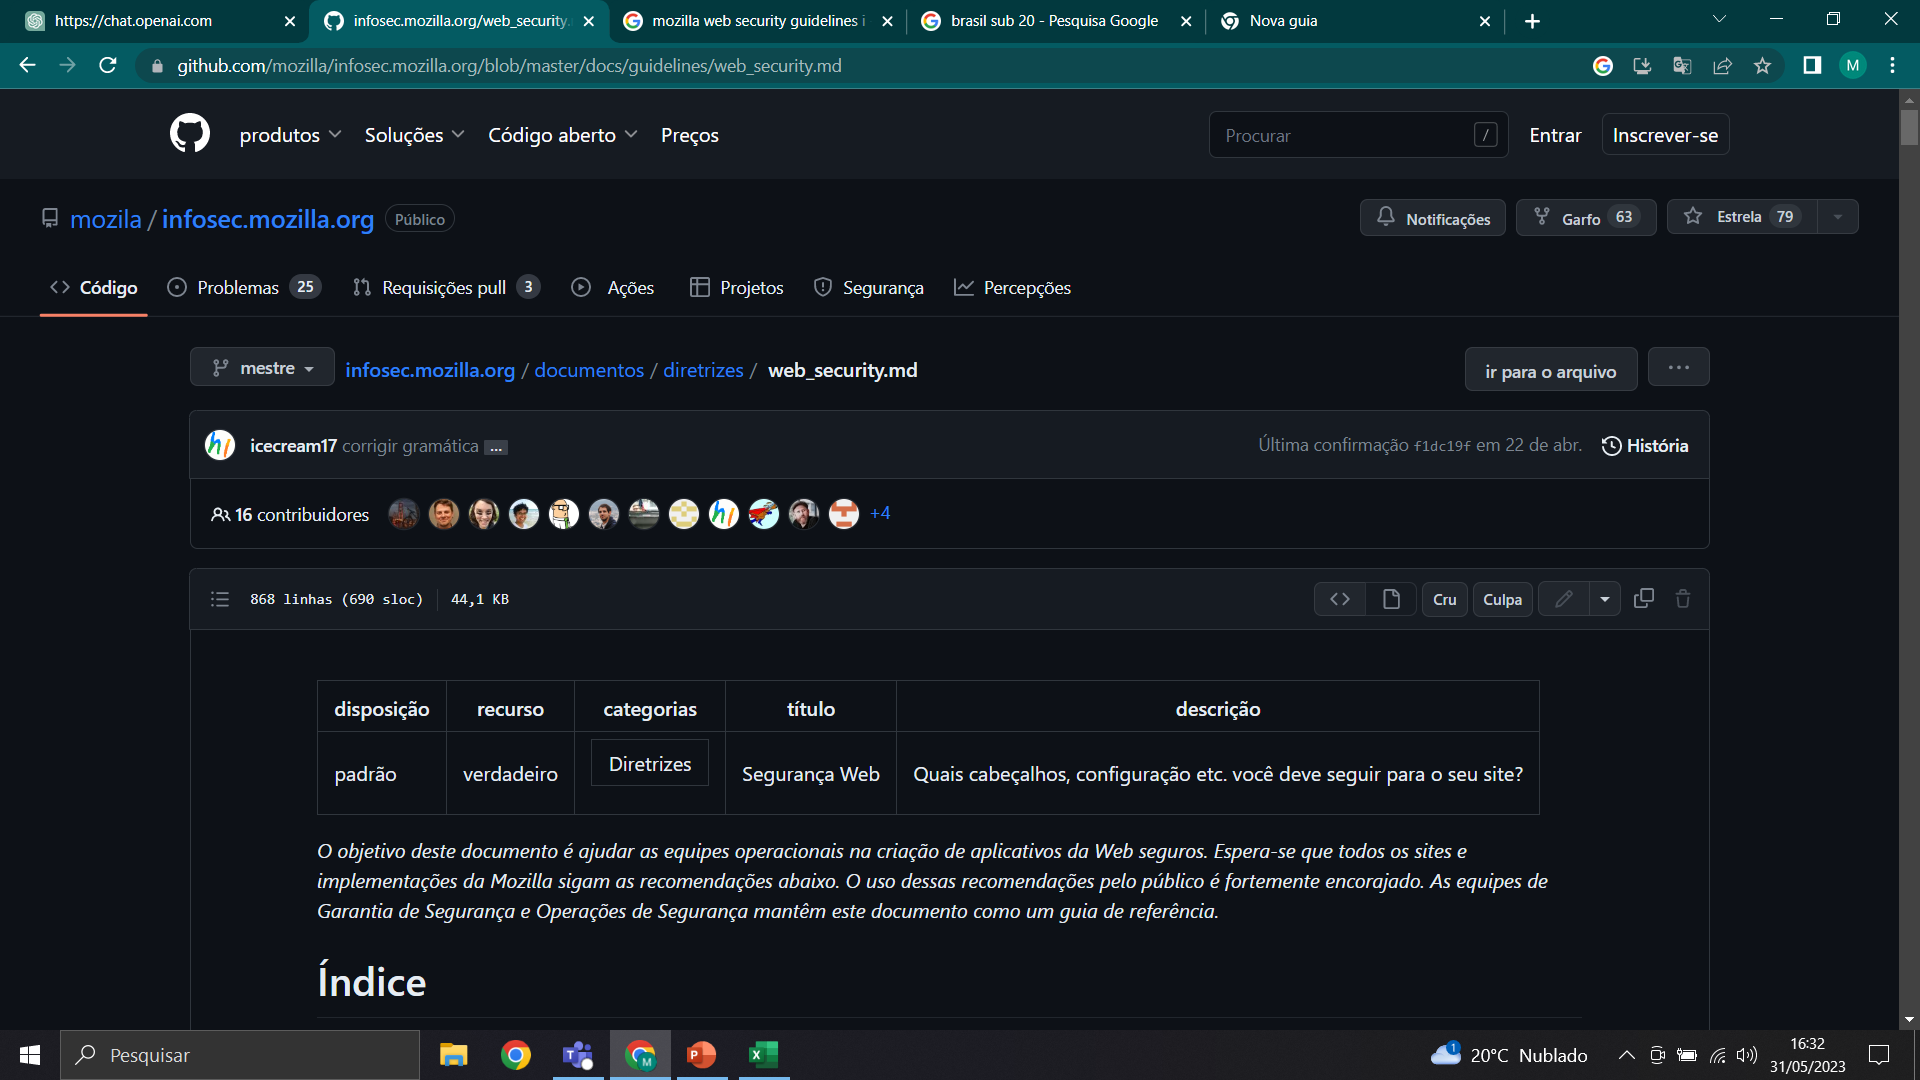 https://chat.openai.com
infosec.mozilla.org/web_security.
mozilla web security guidelines i
brasil sub 20 - Pesquisa Google
Nova guia
github.com/mozilla/infosec.mozilla.org/blob/master/docs/guidelines/web_security.md
M
produtos Soluções Código aberto Preços
Procurar /
Entrar
Inscrever-se
mozila / infosec.mozilla.org Público
Notificações
Garfo 63
Estrela 79
Código
Problemas 25
Requisições pull 3
Ações
Projetos
Segurança
Percepções
mestre
infosec.mozilla.org / documentos / diretrizes / web_security.md
ir para o arquivo
...
icecream17 corrigir gramática ...
Última confirmação f1dc19f em 22 de abr.
História
16 contribuidores
+4
868 linhas (690 sloc) 44,1 KB
Cru
Culpa
disposição recurso categorias título descrição
padrão verdadeiro Diretrizes Segurança Web Quais cabeçalhos, configuração etc. você deve seguir para o seu site?
O objetivo deste documento é ajudar as equipes operacionais na criação de aplicativos da Web seguros. Espera-se que todos os sites e
implementações da Mozilla sigam as recomendações abaixo. O uso dessas recomendações pelo público é fortemente encorajado. As equipes de
Garantia de Segurança e Operações de Segurança mantêm este documento como um guia de referência.
Índice
Pesquisar
1
20°C Nublado
16:32
31/05/2023